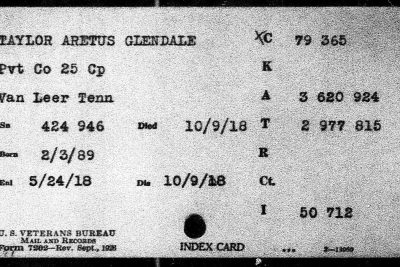 TAYLOR ARETUS GLENDALE XC 79 365
Pvt Co 25 Cp K
Van Leer Tenn A 3 620 924
Sn 424 946 Died 10/9/18 T 2 977 815
Born 2/3/89 R
Enl 5/24/18 Dis 10/9/18 Ct.
I 50 712
U. S. VETERANS BUREAU
MAIL AND RECORDS
Form 7202—Rev. Sept., 1926 INDEX CARD 2—13959